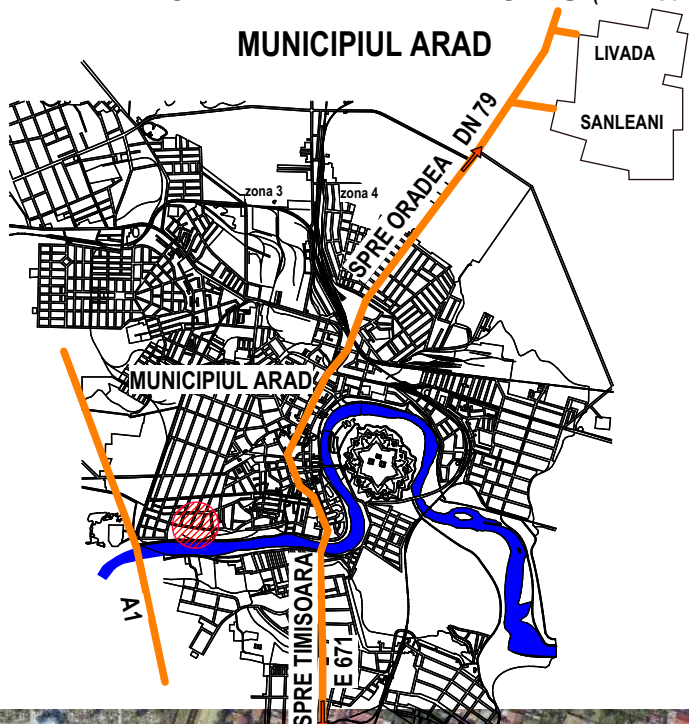 MUNICIPIUL ARAD
LIVADA
SANLEANI
DN 79
SPRE ORADEA
zona 3
zona 4
MUNICIPIUL ARAD
A1
SPRE TIMISOARA
E 671